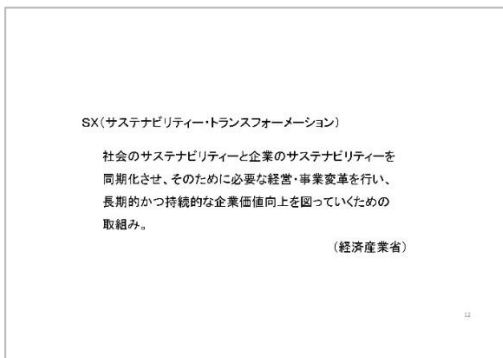 SX(サステナビリティー・トランスフォーメーション)
社会のサステナビリティーと企業のサステナビリティーを
同期化させ、そのために必要な経営・事業変革を行い、
長期的かつ持続的な企業価値向上を図っていくための
取組み。
(経済産業省)